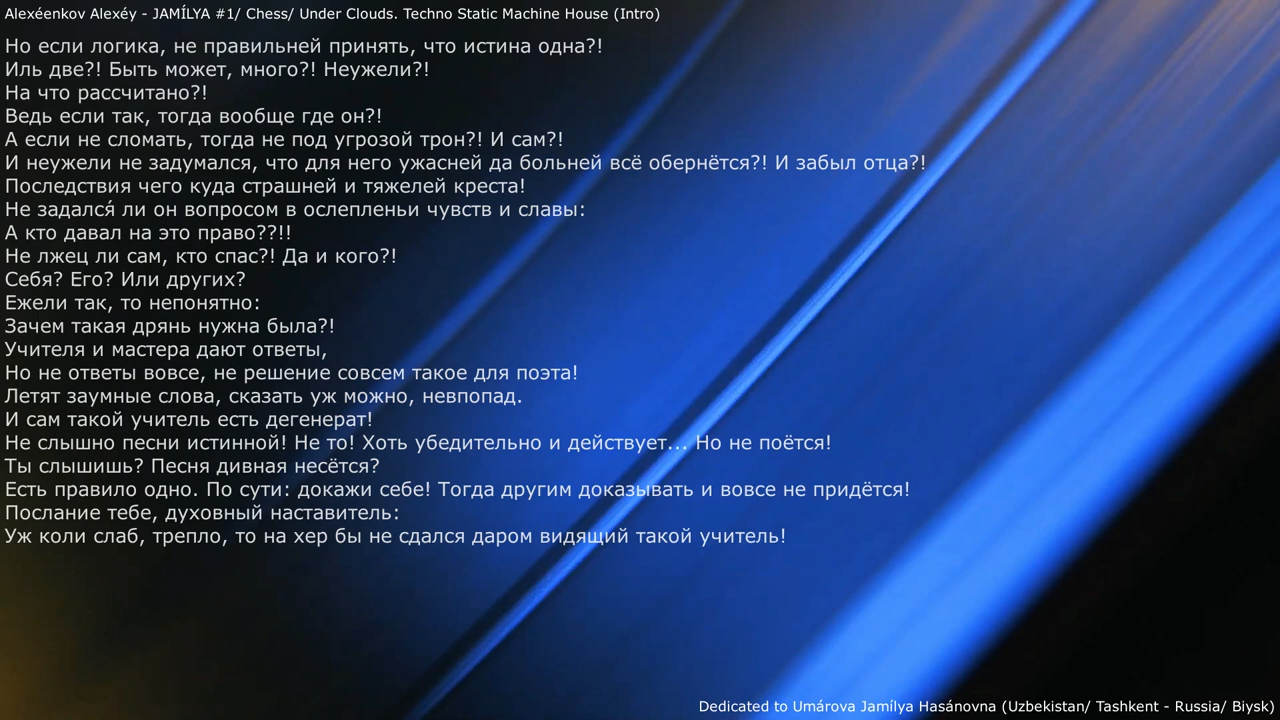 Alexéenkov Alexéy - JAMÍLYA #1/ Chess/ Under Clouds. Techno Static Machine House (Intro)
Но если логика, не правильней принять, что истина одна?!
Иль две?! Быть может, много?! Неужели?!
На что рассчитано?!
Ведь если так, тогда вообще где он?!
А если не сломать, тогда не под угрозой трон?! И сам?!
И неужели не задумался, что для него ужасней да больней всё обернётся?! И забыл отца?!
Последствия чего куда страшней и тяжелей креста!
Не задался́ ли он вопросом в ослепленьи чувств и славы:
А кто давал на это право??!!
Не лжец ли сам, кто спас?! Да и кого?!
Себя? Его? Или других?
Ежели так, то непонятно:
Зачем такая дрянь нужна была?!
Учителя и мастера дают ответы,
Но не ответы вовсе, не решение совсем такое для поэта!
Летят заумные слова, сказать уж можно, невпопад.
И сам такой учитель есть дегенерат!
Не слышно песни истинной! Не то! Хоть убедительно и действует... Но не поётся!
Ты слышишь? Песня дивная несётся?
Есть правило одно. По сути: докажи себе! Тогда другим доказывать и вовсе не придётся!
Послание тебе, духовный наставитель:
Уж коли слаб, трепло, то на хер бы не сдался даром видящий такой учитель!
Dedicated to Umárova Jamílya Hasánovna (Uzbekistan/ Tashkent - Russia/ Biysk)